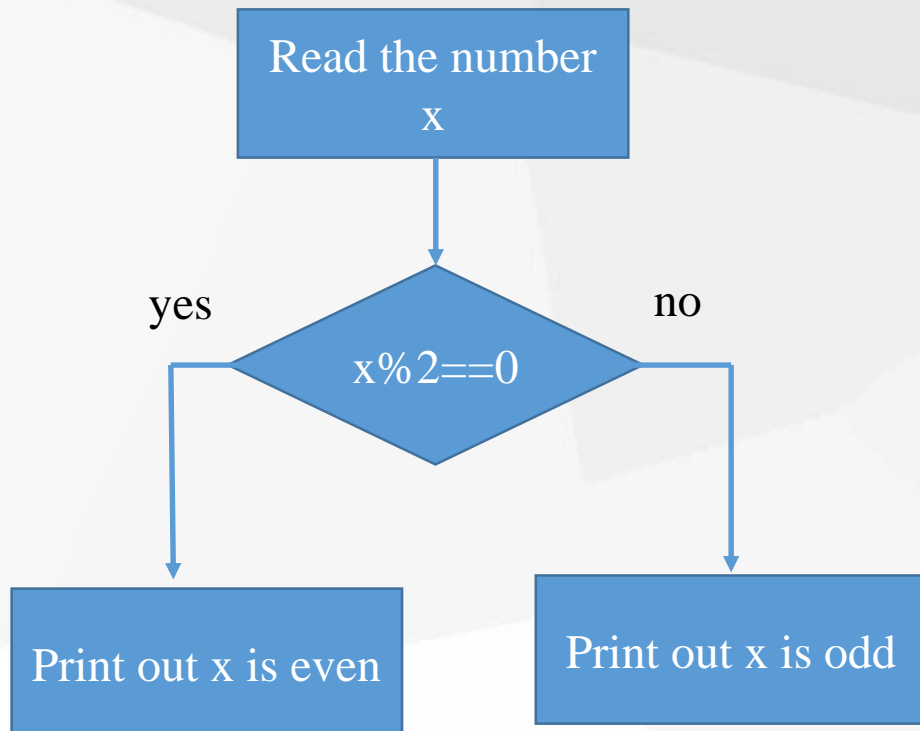 Read the number
x
yes
no
x%2==0
Print out x is even
Print out x is odd